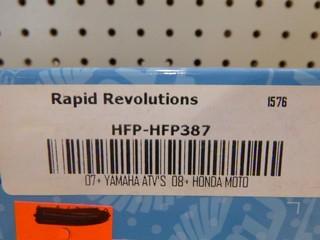 Rapid Revolutions 1576
HFP-HFP387
07+ YAMAHA ATV'S 08+ HONDA MOTO